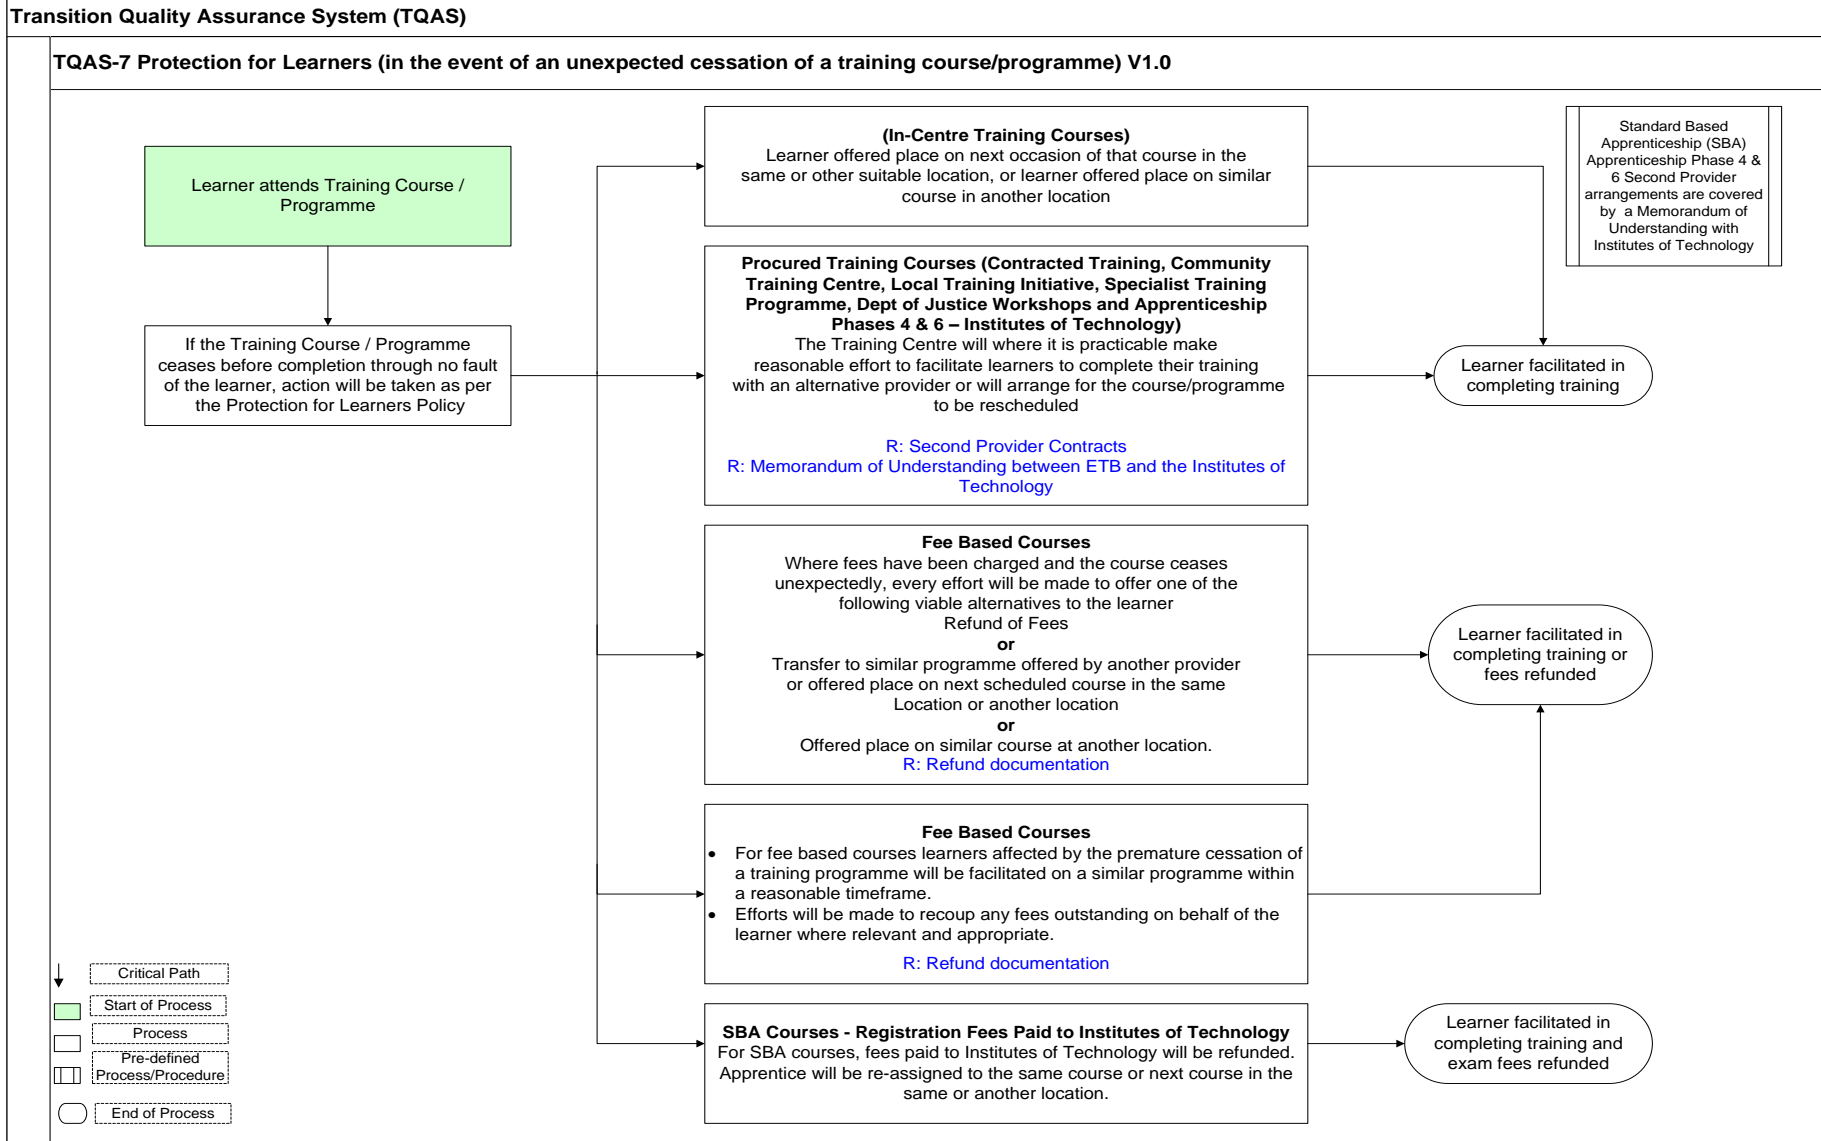 Transition Quality Assurance System (TQAS)
TQAS-7 Protection for Learners (in the event of an unexpected cessation of a training course/programme) V1.0
Learner attends Training Course /
Programme
If the Training Course / Programme
ceases before completion through no fault
of the learner, action will be taken as per
the Protection for Learners Policy
(In-Centre Training Courses)
Learner offered place on next occasion of that course in the
same or other suitable location, or learner offered place on similar
course in another location
Procured Training Courses (Contracted Training, Community
Training Centre, Local Training Initiative, Specialist Training
Programme, Dept of Justice Workshops and Apprenticeship
Phases 4 & 6 – Institutes of Technology)
The Training Centre will where it is practicable make
reasonable effort to facilitate learners to complete their training
with an alternative provider or will arrange for the course/programme
to be rescheduled
R: Second Provider Contracts
R: Memorandum of Understanding between ETB and the Institutes of
Technology
Fee Based Courses
Where fees have been charged and the course ceases
unexpectedly, every effort will be made to offer one of the
following viable alternatives to the learner
Refund of Fees
or
Transfer to similar programme offered by another provider
or offered place on next scheduled course in the same
Location or another location
or
Offered place on similar course at another location.
R: Refund documentation
Fee Based Courses
• For fee based courses learners affected by the premature cessation of
a training programme will be facilitated on a similar programme within
a reasonable timeframe.
• Efforts will be made to recoup any fees outstanding on behalf of the
learner where relevant and appropriate.
R: Refund documentation
SBA Courses - Registration Fees Paid to Institutes of Technology
For SBA courses, fees paid to Institutes of Technology will be refunded.
Apprentice will be re-assigned to the same course or next course in the
same or another location.
Standard Based
Apprenticeship (SBA)
Apprenticeship Phase 4 &
6 Second Provider
arrangements are covered
by a Memorandum of
Understanding with
Institutes of Technology
Learner facilitated in
completing training
Learner facilitated in
completing training or
fees refunded
Learner facilitated in
completing training and
exam fees refunded
Critical Path
Start of Process
Process
Pre-defined
Process/Procedure
End of Process